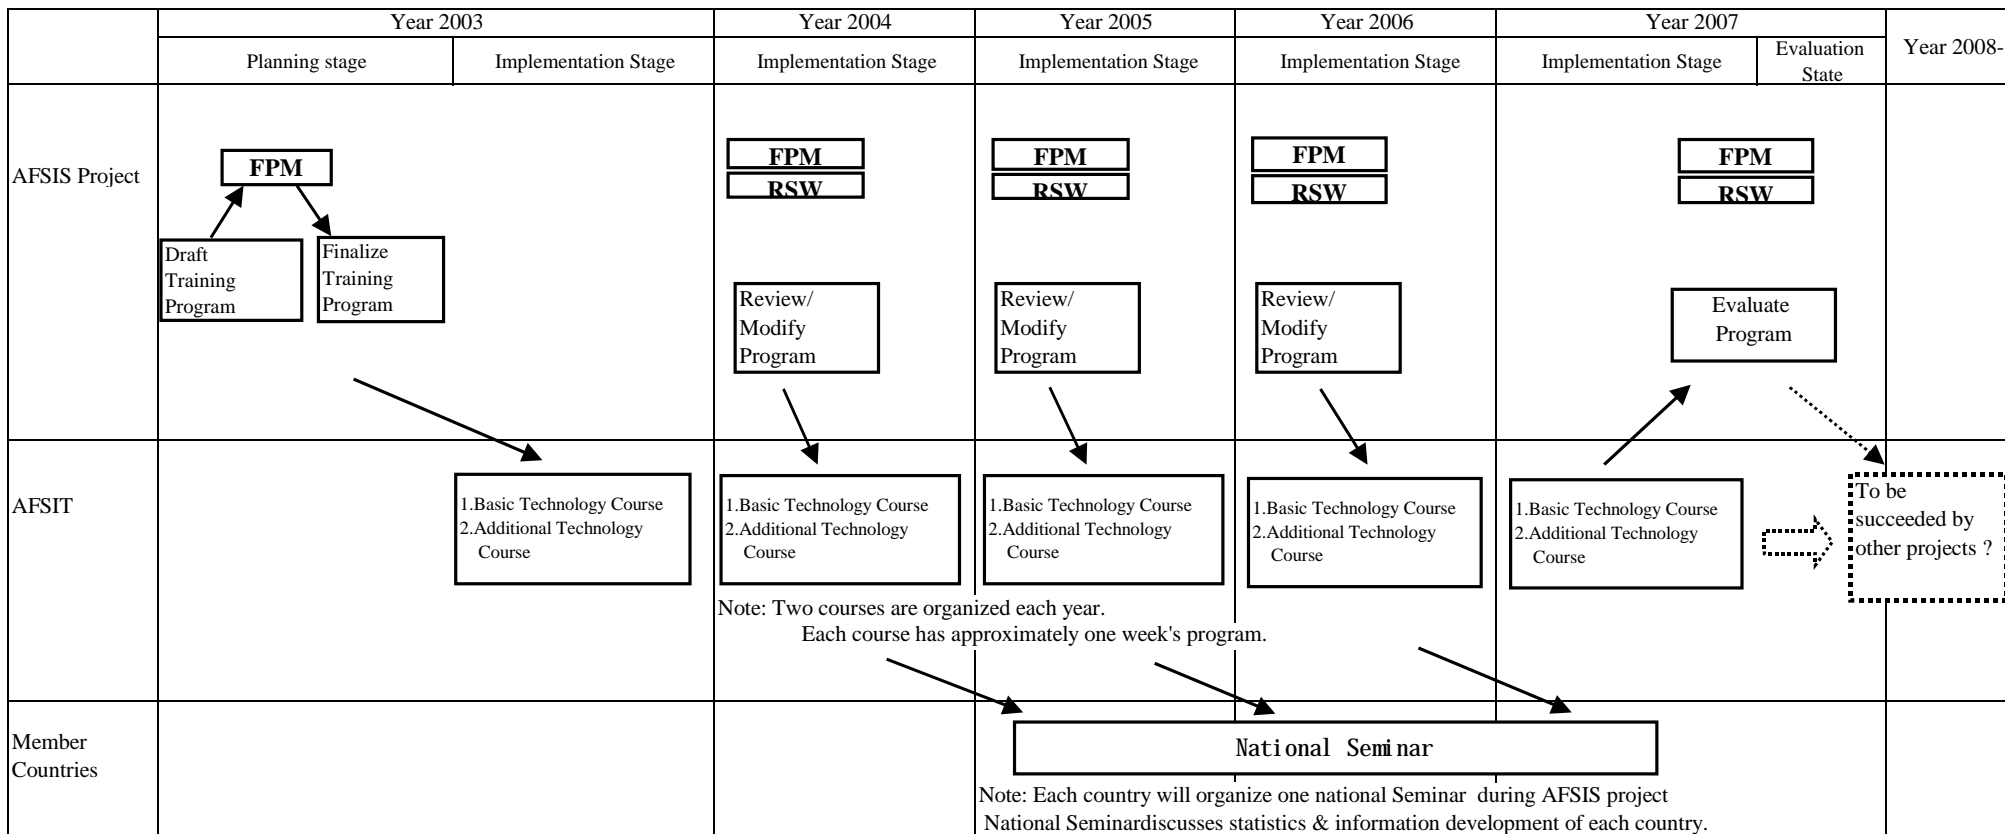 Year 2003
Year 2004
Year 2005
Year 2006
Year 2007
Year 2008-
Planning stage
Implementation Stage
Implementation Stage
Implementation Stage
Implementation Stage
Implementation Stage
Evaluation
State
AFSIS Project
FPM
Draft
Training
Program
Finalize
Training
Program
FPM
RSW
Review/
Modify
Program
FPM
RSW
Review/
Modify
Program
FPM
RSW
Review/
Modify
Program
FPM
RSW
Evaluate
Program
AFSIT
1.Basic Technology Course
2.Additional Technology
Course
1.Basic Technology Course
2.Additional Technology
Course
1.Basic Technology Course
2.Additional Technology
Course
1.Basic Technology Course
2.Additional Technology
Course
1.Basic Technology Course
2.Additional Technology
Course
To be
succeeded by
other projects ?
Note: Two courses are organized each year.
Each course has approximately one week's program.
Member
Countries
National Seminar
Note: Each country will organize one national Seminar during AFSIS project
National Seminardiscusses statistics & information development of each country.